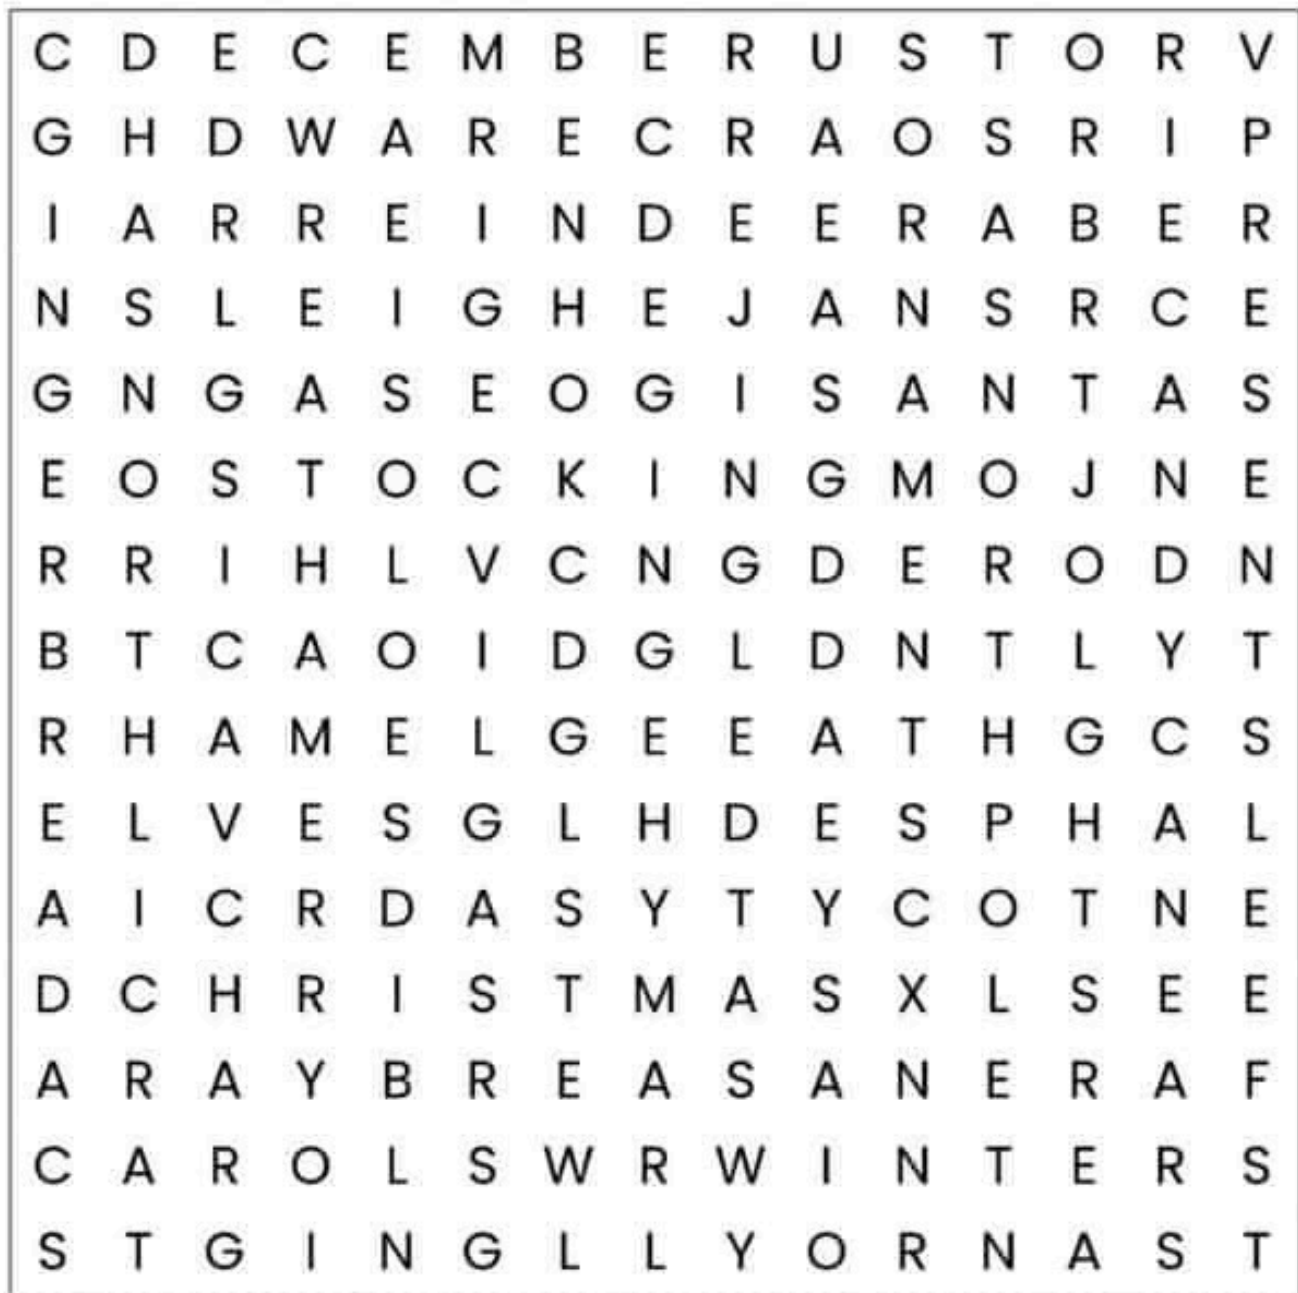 C D E C E M B E R U S T O R V
G H D W A R E C R A O S R I P
I A R R E I N D E E R A B E R
N S L E I G H E J A N S R C E
G N G A S E O G I S A N T A S
E O S T O C K I N G M O J N E
R R I H L V C N G D E R O D N
B T C A O I D G L D N T L Y T
R H A M E L G E E A T H G C S
E L V E S G L H D E S P H A L
A I C R D A S Y T Y C O T N E
D C H R I S T M A S X L S E E
A R A Y B R E A S A N E R A F
C A R O L S W R W I N T E R S
S T G I N G L L Y O R N A S T